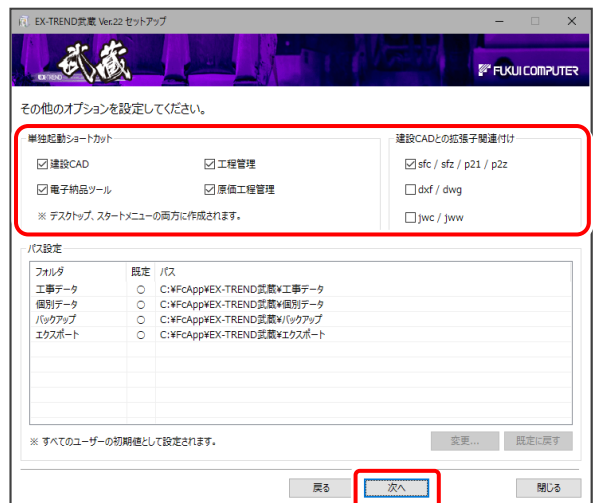 EX-TREND武蔵 Ver.22 セットアップ
武蔵
EX-TREND
FUKUI COMPUTER
その他のオプションを設定してください。
単独起動ショートカット
建設CAD
工程管理
電子納品ツール
原価工程管理
※ デスクトップ、スタートメニューの両方に作成されます。
建設CADとの拡張子関連付け
sfc / sfz / p21 / p2z
dxf / dwg
jwc / jww
パス設定
フォルダ 既定 パス
工事データ ○ C:¥FcApp¥EX-TREND武蔵¥工事データ
個別データ ○ C:¥FcApp¥EX-TREND武蔵¥個別データ
バックアップ ○ C:¥FcApp¥EX-TREND武蔵¥バックアップ
エクスポート ○ C:¥FcApp¥EX-TREND武蔵¥エクスポート
※ すべてのユーザーの初期値として設定されます。
変更... 既定に戻す
戻る 次へ 閉じる